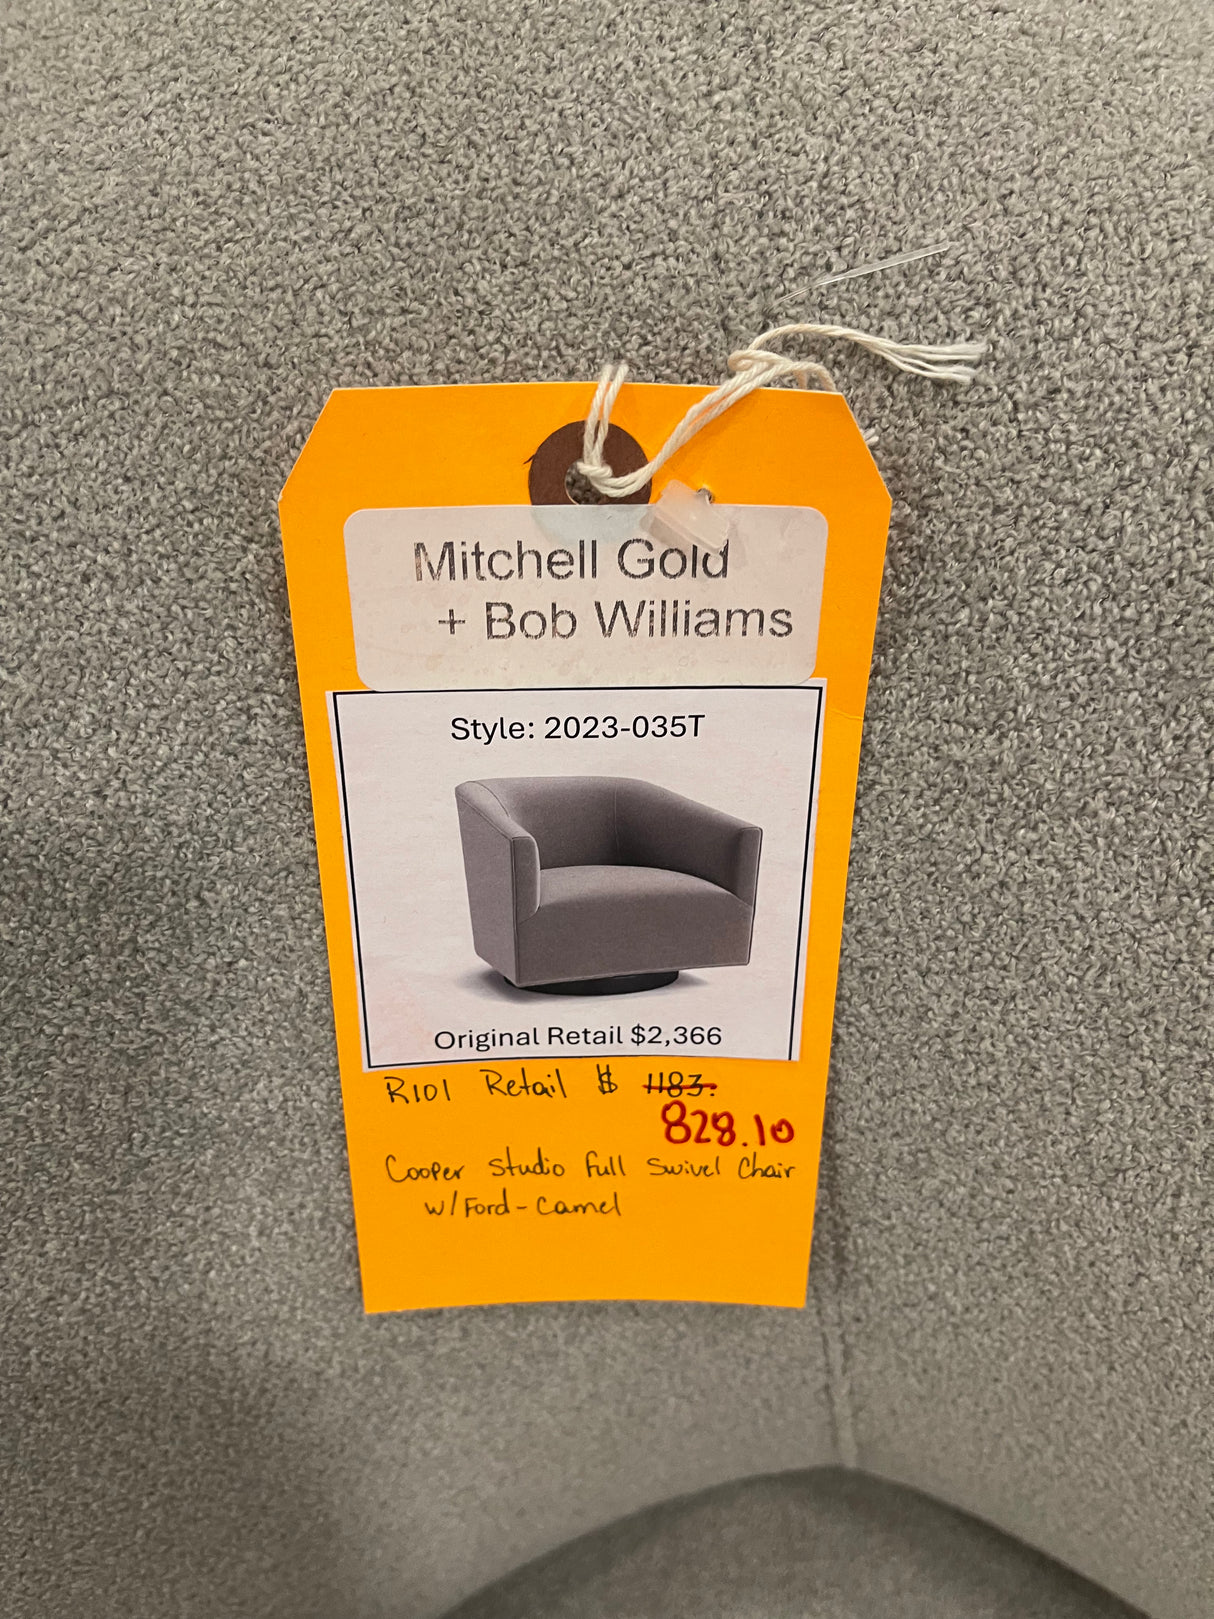 Mitchell Gold
+ Bob Williams
Style: 2023-035T
Original Retail $2,366
R101 Retail $ 1183.
828.10
Cooper Studio Full Swivel Chair
w/Ford-Camel